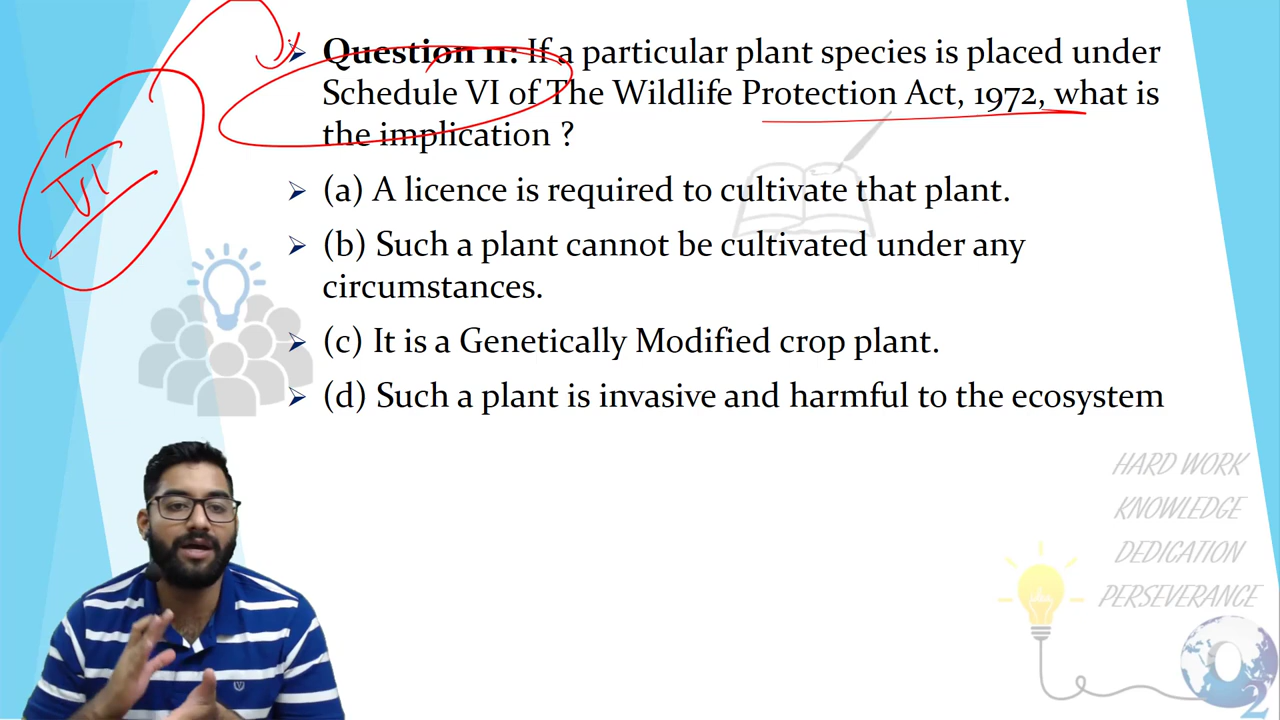 Question 11: If a particular plant species is placed under
Schedule VI of The Wildlife Protection Act, 1972, what is
the implication ?
(a) A licence is required to cultivate that plant.
(b) Such a plant cannot be cultivated under any
circumstances.
(c) It is a Genetically Modified crop plant.
(d) Such a plant is invasive and harmful to the ecosystem
VI
HARD WORK
KNOWLEDGE
DEDICATION
PERSEVERANCE
O2